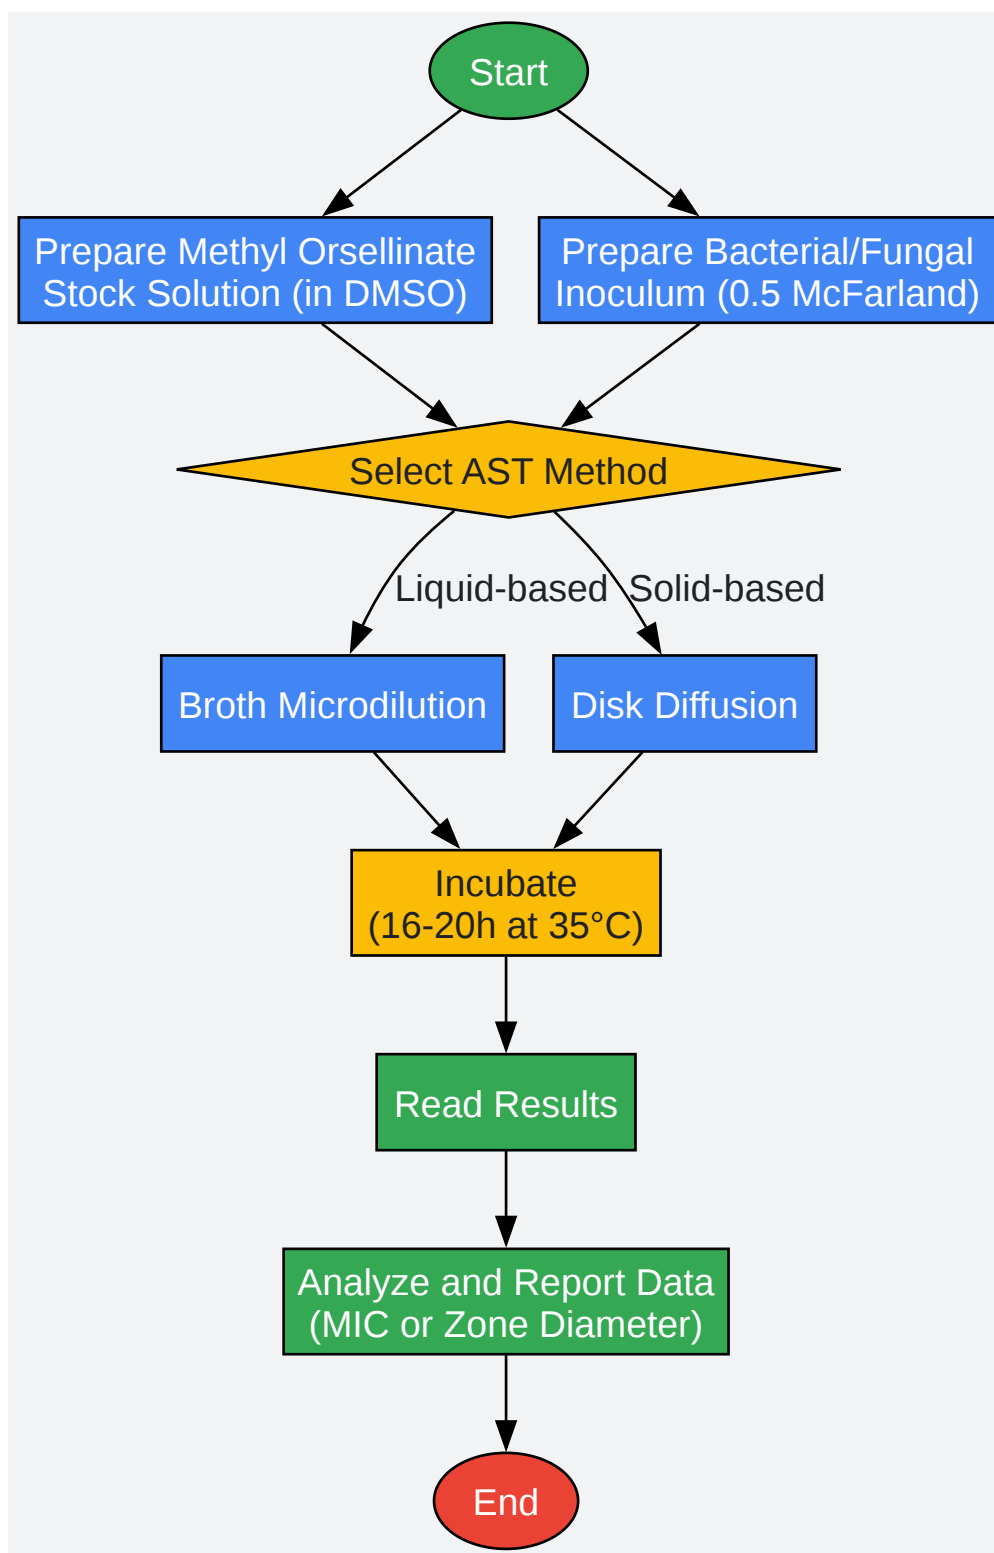 Start
Prepare Methyl Orsellinate
Stock Solution (in DMSO)
Prepare Bacterial/Fungal
Inoculum (0.5 McFarland)
Select AST Method
Liquid-based
Solid-based
Broth Microdilution
Disk Diffusion
Incubate
(16-20h at 35°C)
Read Results
Analyze and Report Data
(MIC or Zone Diameter)
End